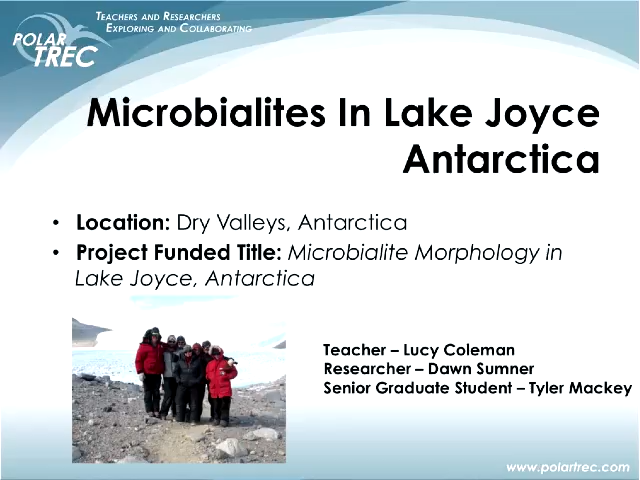 TEACHERS AND RESEARCHERS
EXPLORING AND COLLABORATING
POLAR
TREC
Microbialites In Lake Joyce
Antarctica
• Location: Dry Valleys, Antarctica
• Project Funded Title: Microbialite Morphology in
Lake Joyce, Antarctica
Teacher – Lucy Coleman
Researcher – Dawn Sumner
Senior Graduate Student – Tyler Mackey
www.polartrec.com